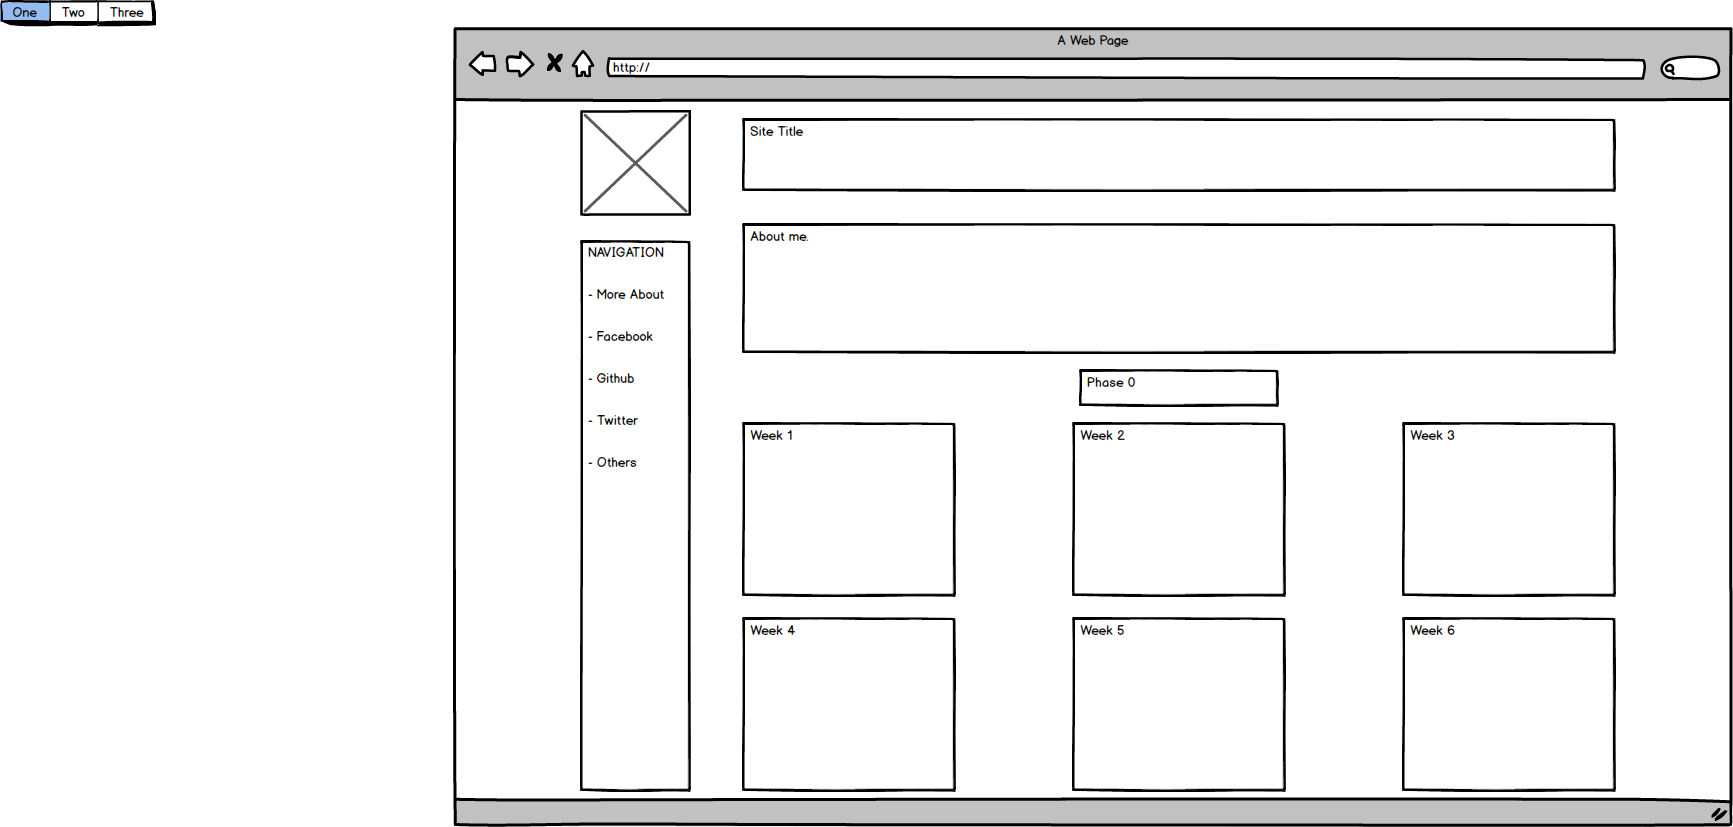 One Two Three
A Web Page
http://
Site Title
About me.
NAVIGATION
- More About
- Facebook
- Github
- Twitter
- Others
Phase 0
Week 1
Week 2
Week 3
Week 4
Week 5
Week 6